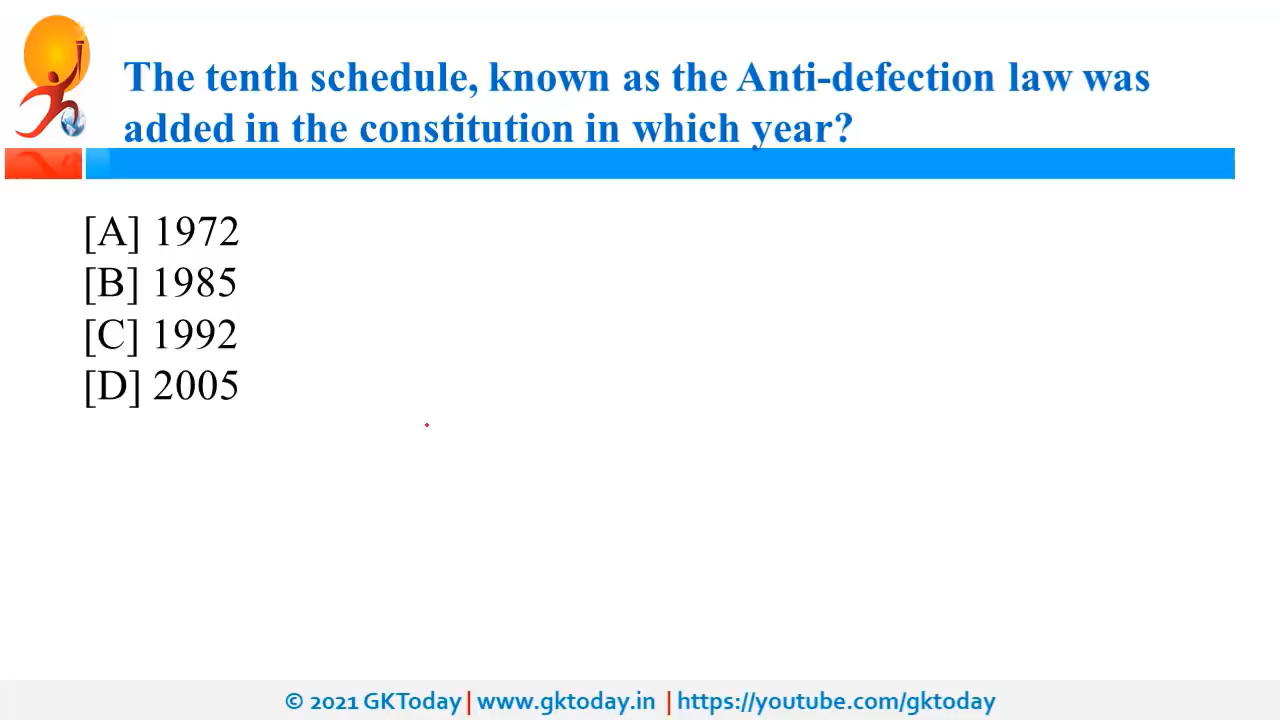 The tenth schedule, known as the Anti-defection law was
added in the constitution in which year?
[A] 1972
[B] 1985
[C] 1992
[D] 2005
© 2021 GKToday | www.gktoday.in | https://youtube.com/gktoday